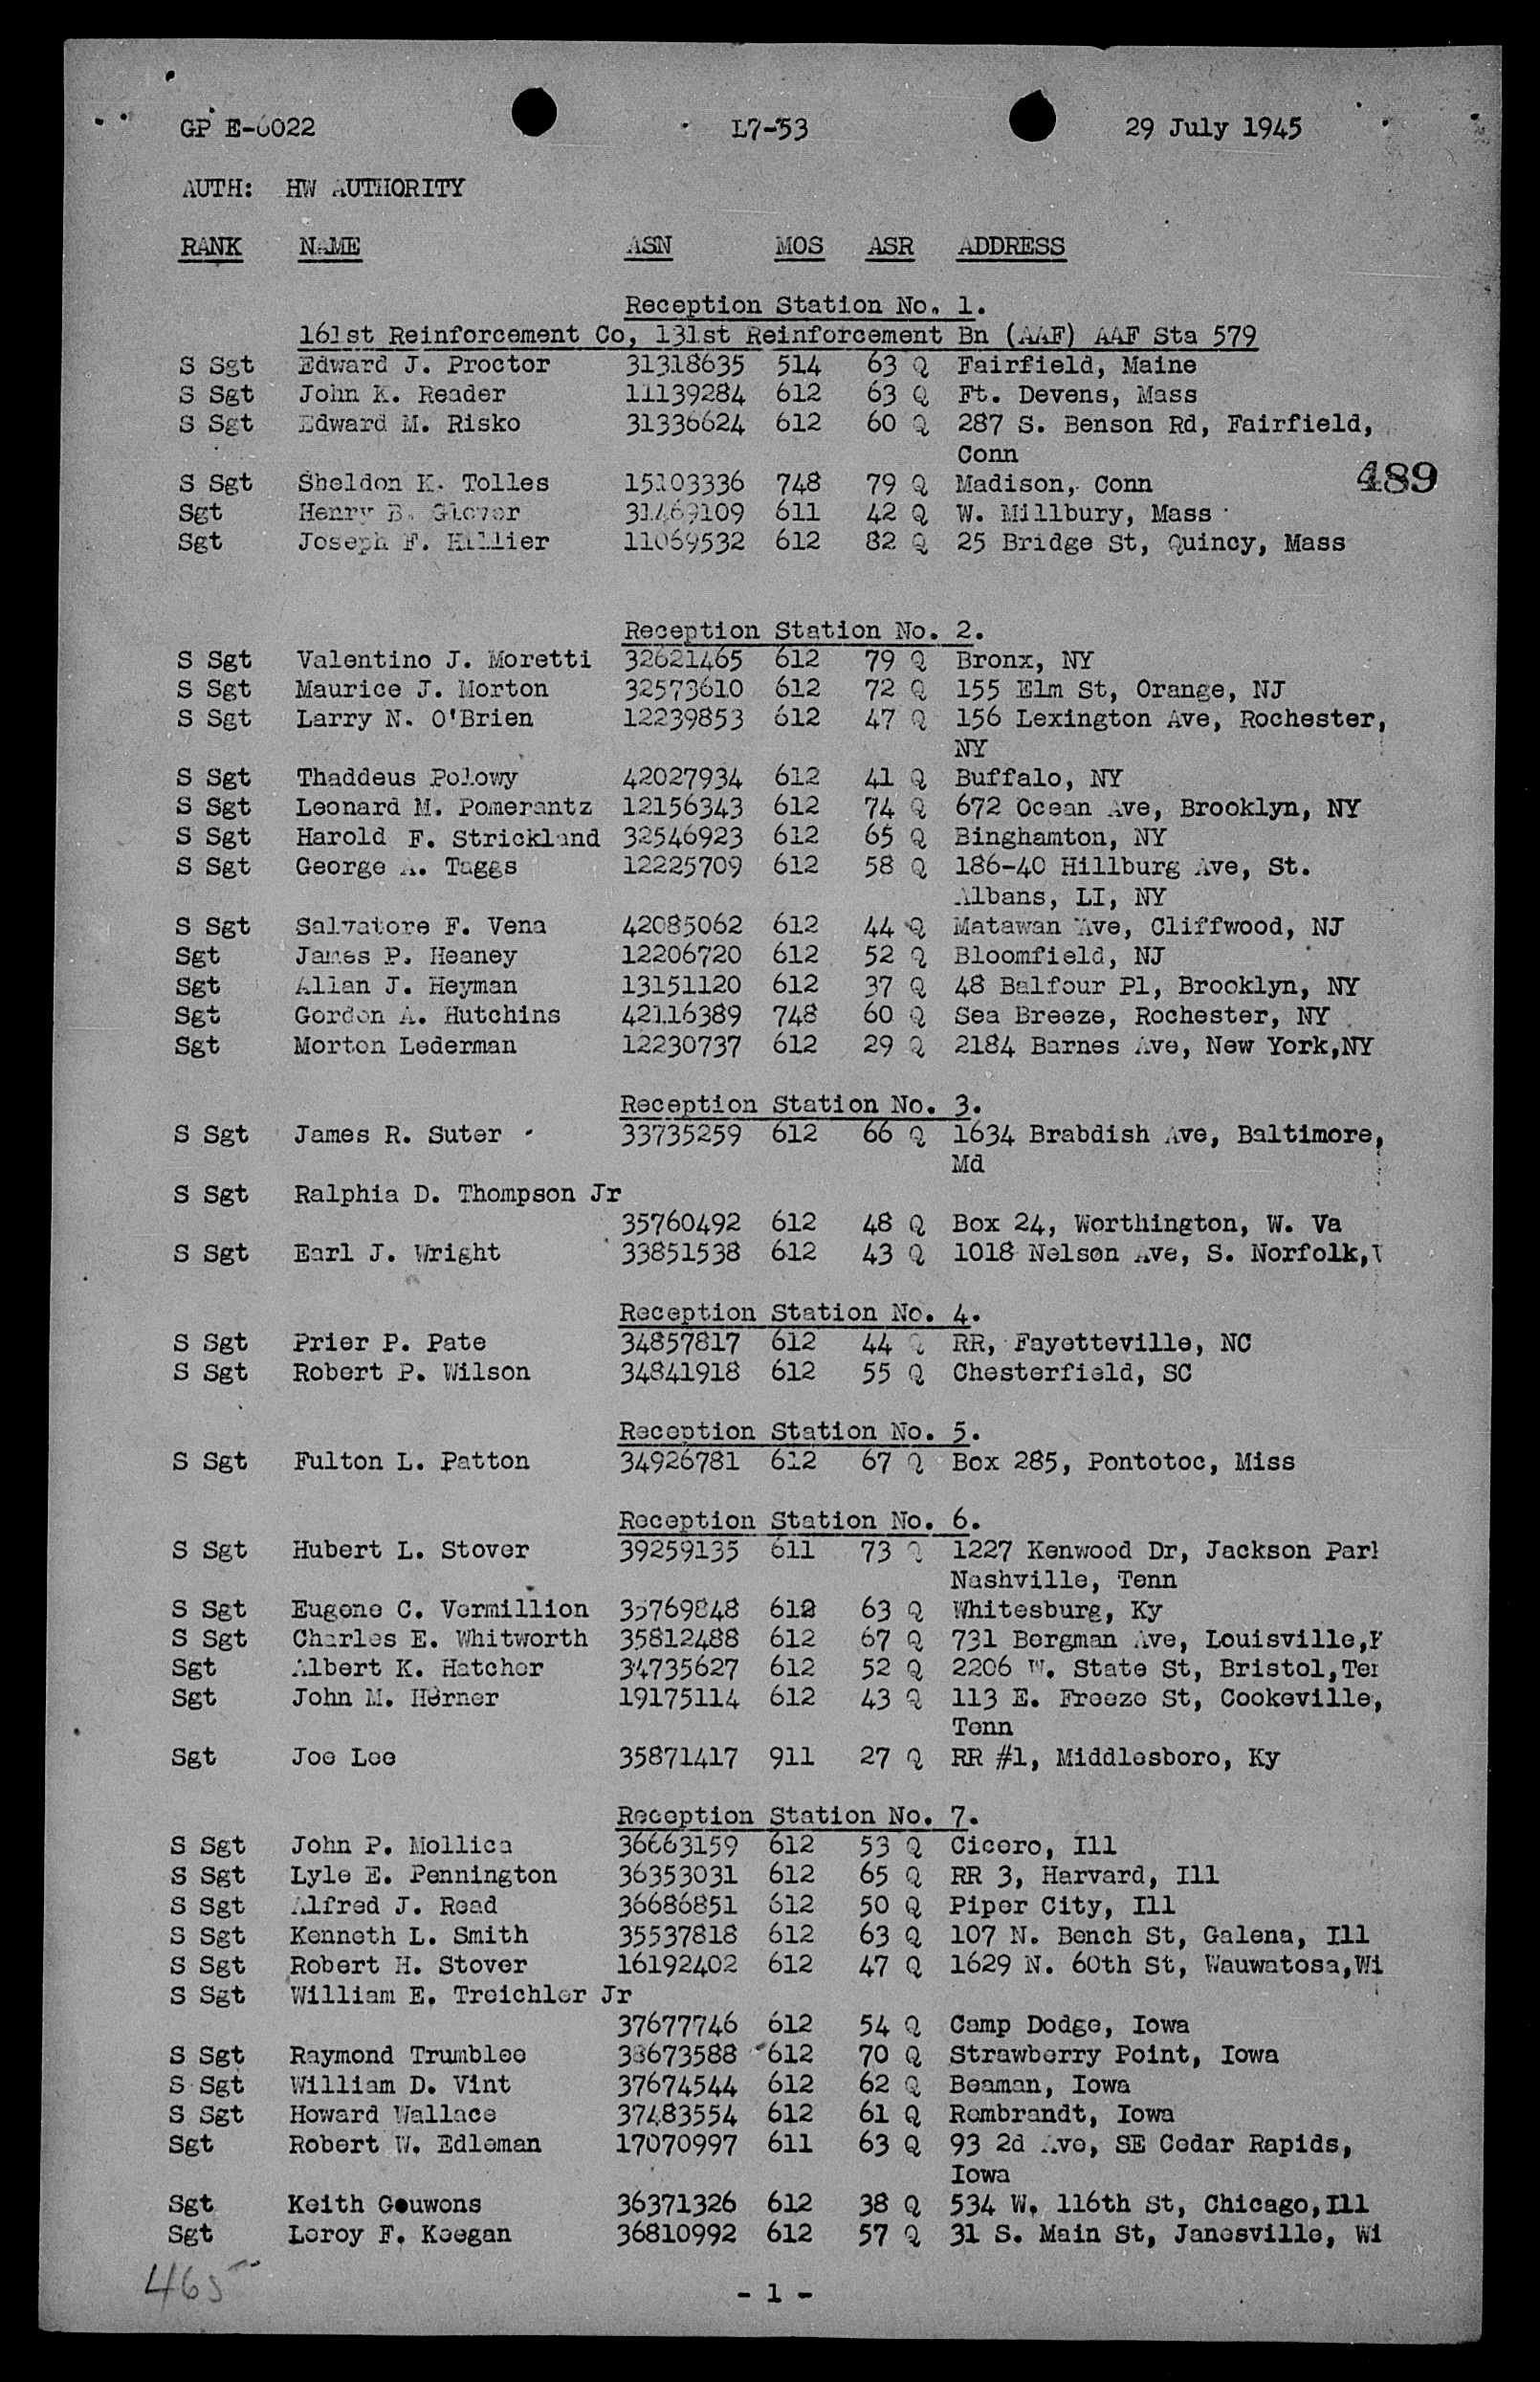 GP E-6022 L7-53 29 July 1945
AUTH: HW AUTHORITY
RANK NAME ASN MOS ASR ADDRESS
Reception Station No. 1.
161st Reinforcement Co, 131st Reinforcement Bn (AAF) AAF Sta 579
S Sgt Edward J. Proctor 31318635 514 63 Q Fairfield, Maine
S Sgt John K. Reader 11139284 612 63 Q Ft. Devens, Mass
S Sgt Edward M. Risko 31336624 612 60 Q 287 S. Benson Rd, Fairfield,
Conn
489
S Sgt Sheldon K. Tolles 15103336 748 79 Q Madison, Conn
Sgt Henry B. Glover 31469109 611 42 Q W. Millbury, Mass
Sgt Joseph F. Hillier 11069532 612 82 Q 25 Bridge St, Quincy, Mass
Reception Station No. 2.
S Sgt Valentino J. Moretti 32621465 612 79 Q Bronx, NY
S Sgt Maurice J. Morton 32573610 612 72 Q 155 Elm St, Orange, NJ
S Sgt Larry N. O'Brien 12239853 612 47 Q 156 Lexington Ave, Rochester,
NY
S Sgt Thaddeus Polowy 42027934 612 41 Q Buffalo, NY
S Sgt Leonard M. Pomerantz 12156343 612 74 Q 672 Ocean Ave, Brooklyn, NY
S Sgt Harold F. Strickland 32546923 612 65 Q Binghamton, NY
S Sgt George A. Taggs 12225709 612 58 Q 186-40 Hillburg Ave, St.
Albans, LI, NY
S Sgt Salvatore F. Vena 42085062 612 44 Q Matawan Ave, Cliffwood, NJ
Sgt James P. Heaney 12206720 612 52 Q Bloomfield, NJ
Sgt Allan J. Heyman 13151120 612 37 Q 48 Balfour Pl, Brooklyn, NY
Sgt Gordon A. Hutchins 42116389 748 60 Q Sea Breeze, Rochester, NY
Sgt Morton Lederman 12230737 612 29 Q 2184 Barnes Ave, New York,NY
Reception Station No. 3.
S Sgt James R. Suter 33735259 612 66 Q 1634 Brabdish Ave, Baltimore,
Md
S Sgt Ralphia D. Thompson Jr
35760492 612 48 Q Box 24, Worthington, W. Va
S Sgt Earl J. Wright 33851538 612 43 Q 1018 Nelson Ave, S. Norfolk,
Reception Station No. 4.
S Sgt Prier P. Pate 34857817 612 44 Q RR, Fayetteville, NC
S Sgt Robert P. Wilson 34841918 612 55 Q Chesterfield, SC
Reception Station No. 5.
S Sgt Fulton L. Patton 34926781 612 67 Q Box 285, Pontotoc, Miss
Reception Station No. 6.
S Sgt Hubert L. Stover 39259135 611 73 Q 1227 Kenwood Dr, Jackson Par
Nashville, Tenn
S Sgt Eugene C. Vermillion 35769848 612 63 Q Whitesburg, Ky
S Sgt Charles E. Whitworth 35812488 612 67 Q 731 Bergman Ave, Louisville,
Sgt Albert K. Hatcher 34735627 612 52 Q 2206 W. State St, Bristol,Te
Sgt John M. Horner 19175114 612 43 Q 113 E. Freeze St, Cookeville,
Tenn
Sgt Joe Lee 35871417 911 27 Q RR #1, Middlesboro, Ky
Reception Station No. 7.
S Sgt John P. Mollica 36663159 612 53 Q Cicero, Ill
S Sgt Lyle E. Pennington 36353031 612 65 Q RR 3, Harvard, Ill
S Sgt Alfred J. Read 36686851 612 50 Q Piper City, Ill
S Sgt Kenneth L. Smith 35537818 612 63 Q 107 N. Bench St, Galena, Ill
S Sgt Robert H. Stover 16192402 612 47 Q 1629 N. 60th St, Wauwatosa,Wi
S Sgt William E. Treichler Jr
37677746 612 54 Q Camp Dodge, Iowa
S Sgt Raymond Trumblee 38673588 612 70 Q Strawberry Point, Iowa
S Sgt William D. Vint 37674544 612 62 Q Beaman, Iowa
S Sgt Howard Wallace 37483554 612 61 Q Rembrandt, Iowa
Sgt Robert W. Edleman 17070997 611 63 Q 93 2d Ave, SE Cedar Rapids,
Iowa
Sgt Keith Gouwens 36371326 612 38 Q 534 W. 116th St, Chicago,Ill
Sgt Leroy F. Keegan 36810992 612 57 Q 31 S. Main St, Janesville, Wi
465
- 1 -